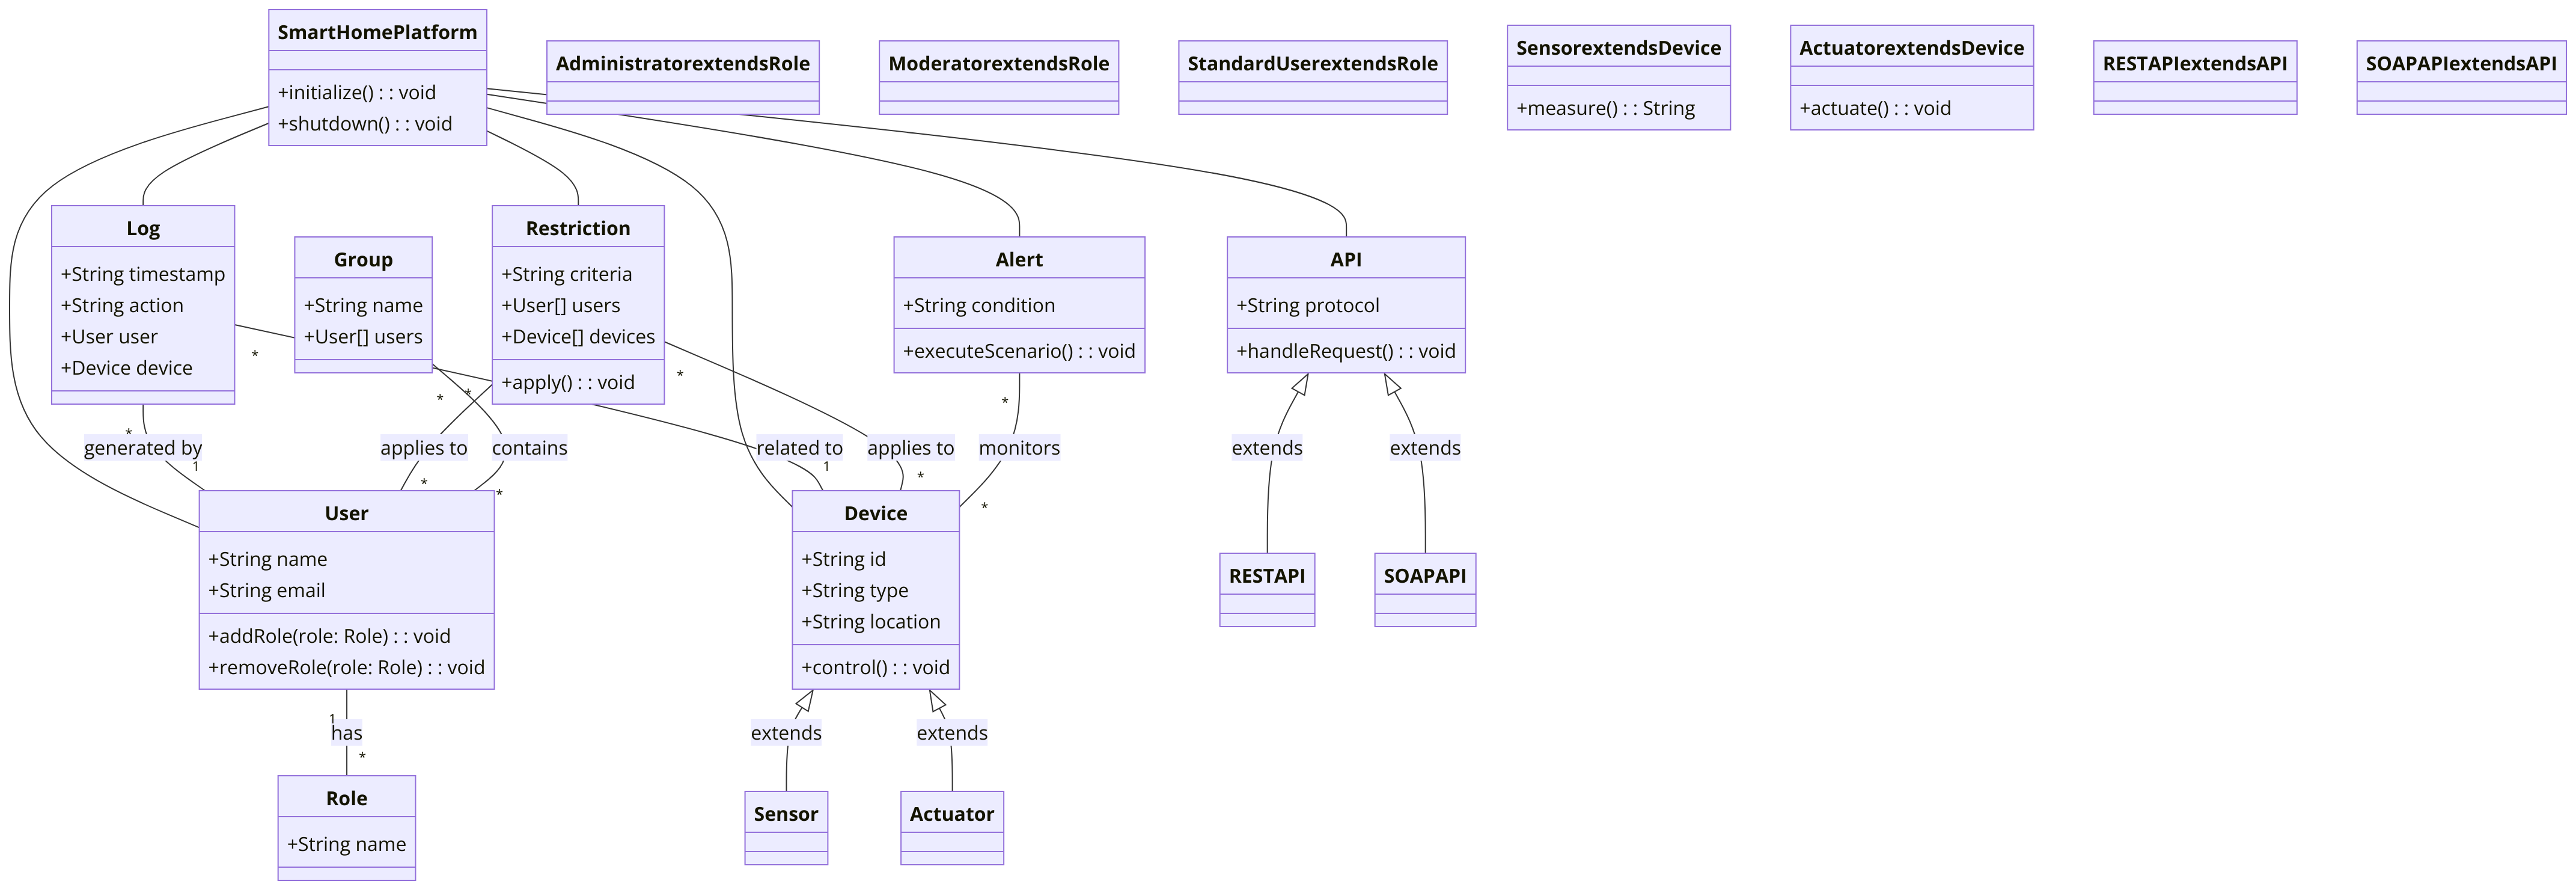 SmartHomePlatform
+initialize() : : void
+shutdown() : : void
AdministratorextendsRole
ModeratorextendsRole
StandardUserextendsRole
SensorextendsDevice
+measure() : : String
ActuatorextendsDevice
+actuate() : : void
RESTAPIextendsAPI
SOAPAPIextendsAPI
Log
+String timestamp
+String action
+User user
+Device device
Group
+String name
+User[] users
Restriction
+String criteria
+User[] users
+Device[] devices
+apply() : : void
Alert
+String condition
+executeScenario() : : void
API
+String protocol
+handleRequest() : : void
*
*
*
*
*
*
generated by
1
applies to
*
contains
*
related to
1
applies to
*
monitors
*
extends
extends
User
+String name
+String email
+addRole(role: Role) : : void
+removeRole(role: Role) : : void
Device
+String id
+String type
+String location
+control() : : void
RESTAPI
SOAPAPI
1
has
*
extends
extends
Role
+String name
Sensor
Actuator